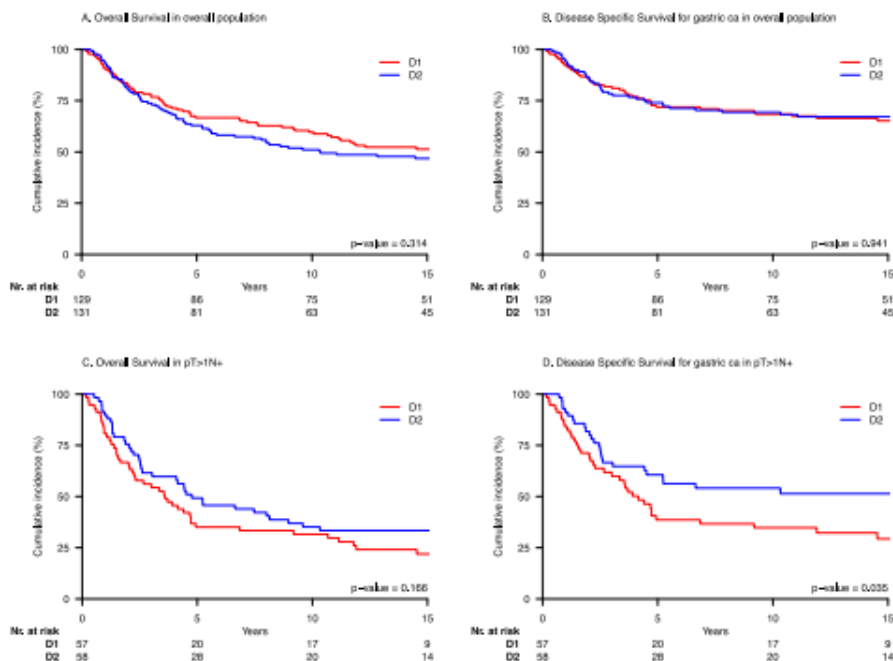 A. Overall Survival in overall population
100
75
50
25
0
Cumulative incidence (%)
D1
D2
p-value = 0.314
0 5 10 15
Years
Nr. at risk
D1 129 86 75 51
D2 131 81 63 45
B. Disease Specific Survival for gastric ca in overall population
100
75
50
25
0
Cumulative incidence (%)
D1
D2
p-value = 0.941
0 5 10 15
Years
Nr. at risk
D1 129 86 75 51
D2 131 81 63 45
C. Overall Survival in pT>1N+
100
75
50
25
0
Cumulative incidence (%)
D1
D2
p-value = 0.166
0 5 10 15
Years
Nr. at risk
D1 57 20 17 9
D2 58 28 20 14
D. Disease Specific Survival for gastric ca in pT>1N+
100
75
50
25
0
Cumulative incidence (%)
D1
D2
p-value = 0.035
0 5 10 15
Years
Nr. at risk
D1 57 20 17 9
D2 58 28 20 14